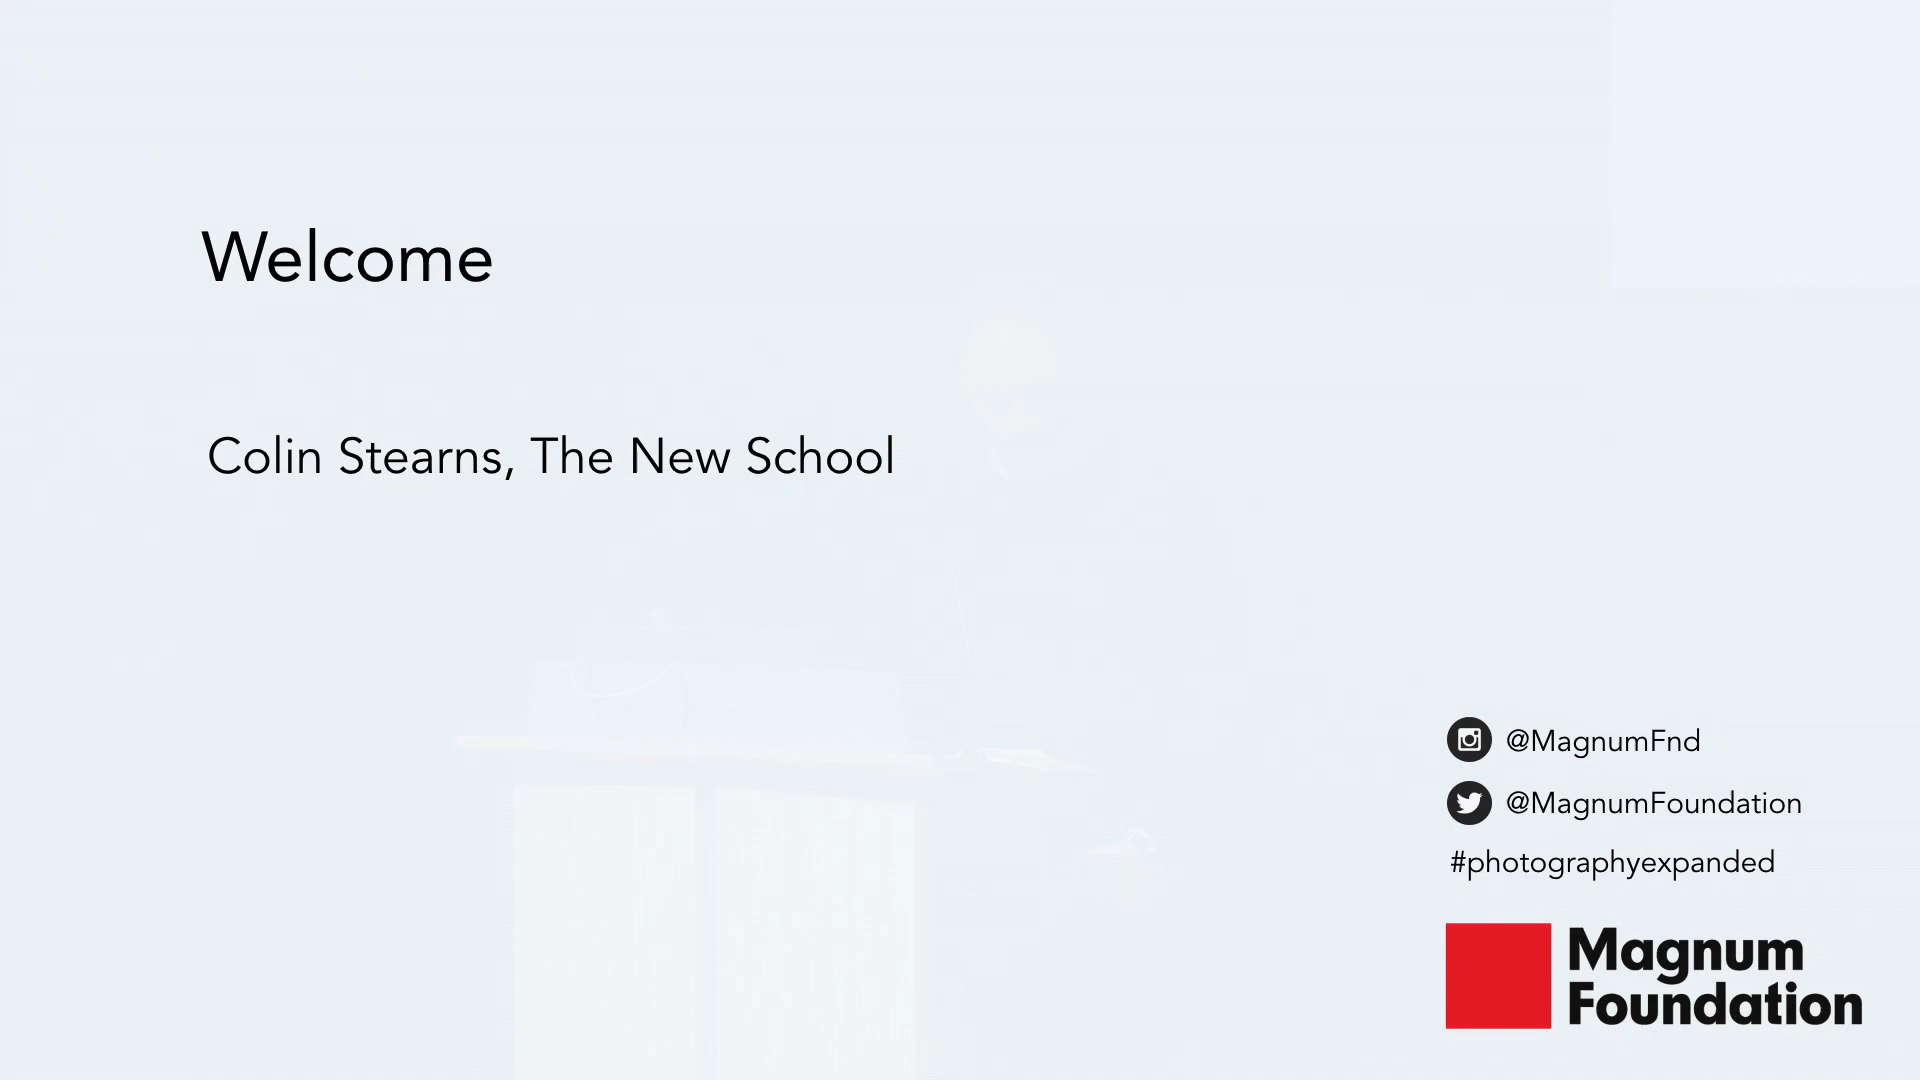 Welcome
Colin Stearns, The New School
@MagnumFnd
@MagnumFoundation
#photographyexpanded
Magnum
Foundation